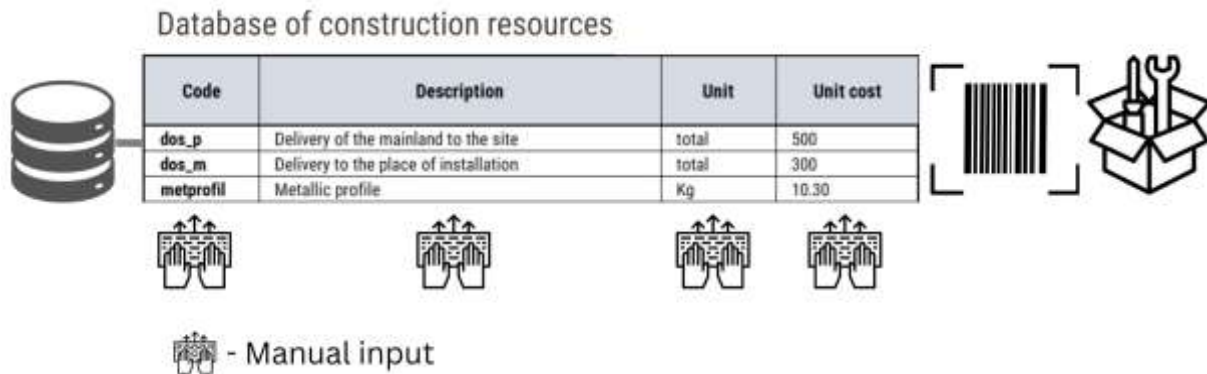 Database of construction resources
Code Description Unit Unit cost
dos_p Delivery of the mainland to the site total 500
dos_m Delivery to the place of installation total 300
metprofil Metallic profile Kg 10.30
- Manual input